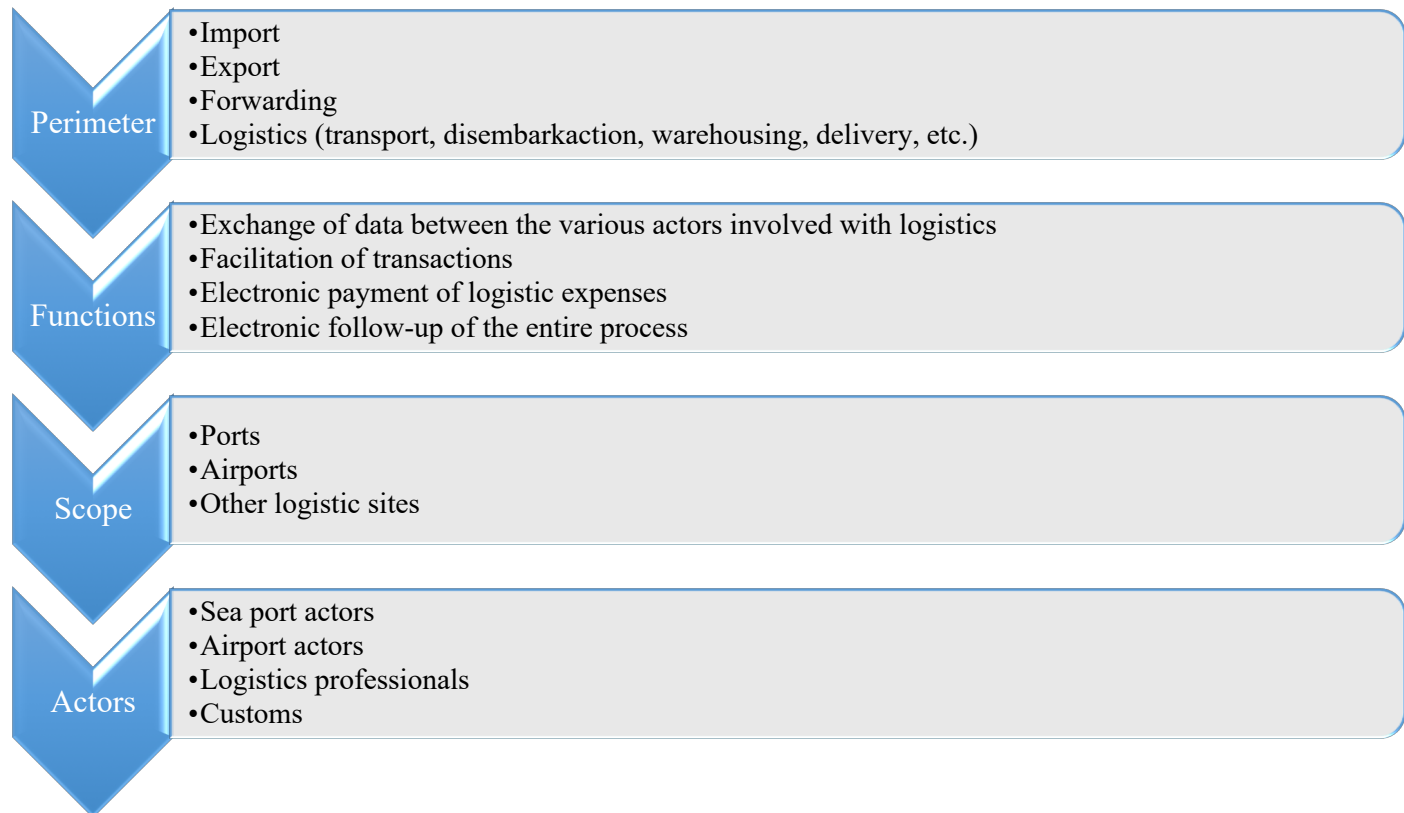 Perimeter
•Import
•Export
•Forwarding
•Logistics (transport, disembarkaction, warehousing, delivery, etc.)
Functions
•Exchange of data between the various actors involved with logistics
•Facilitation of transactions
•Electronic payment of logistic expenses
•Electronic follow-up of the entire process
Scope
•Ports
•Airports
•Other logistic sites
Actors
•Sea port actors
•Airport actors
•Logistics professionals
•Customs